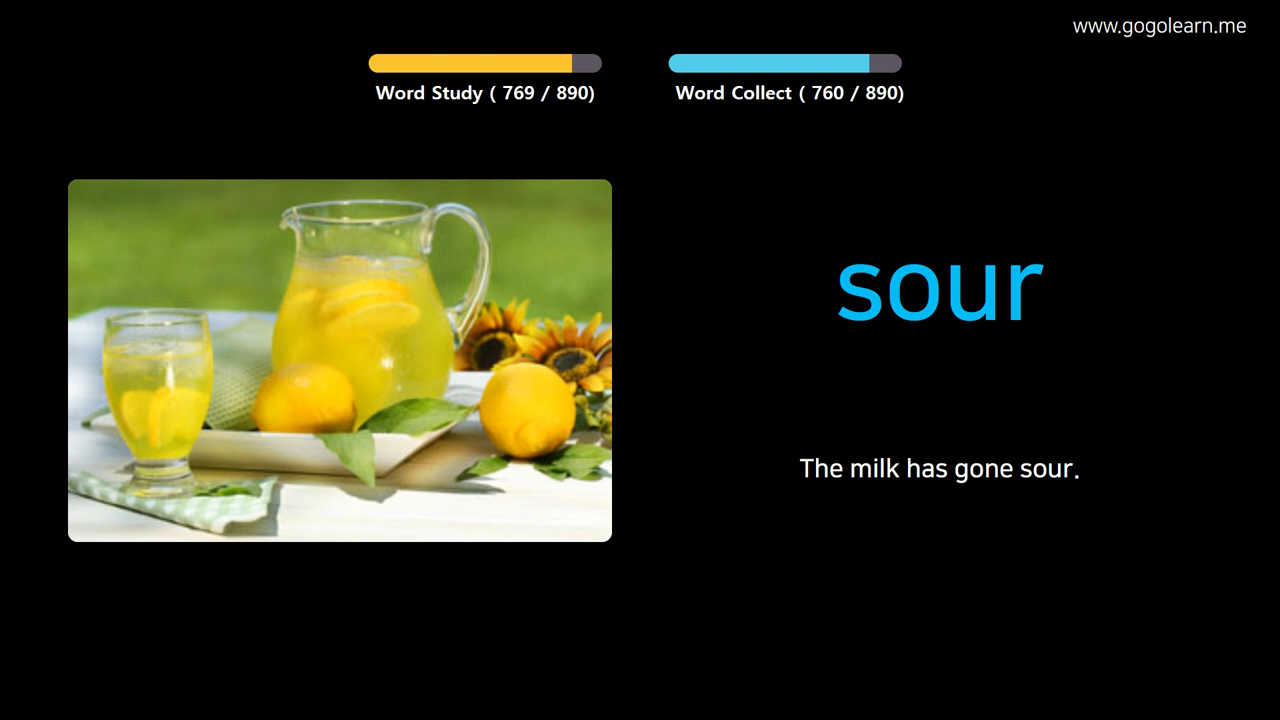 www.gogolearn.me
Word Study ( 769 / 890)
Word Collect ( 760 / 890)
sour
The milk has gone sour.